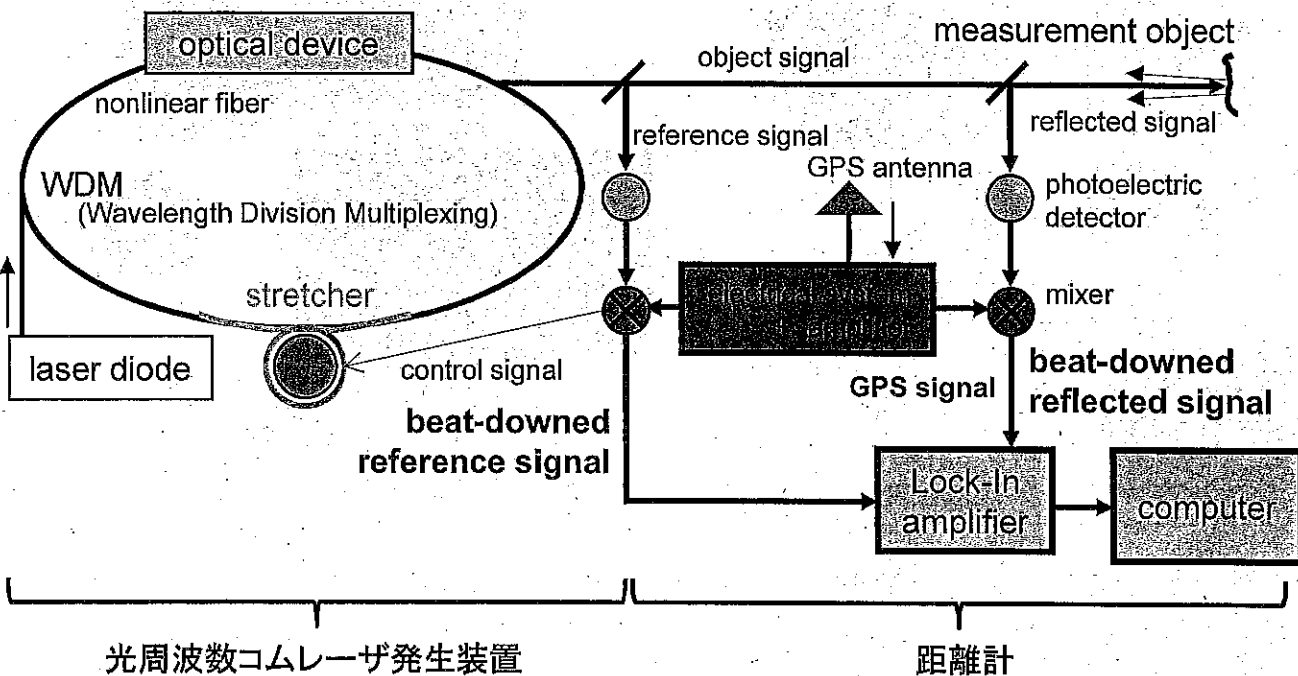 optical device
nonlinear fiber
WDM
(Wavelength Division Multiplexing)
stretcher
laser diode
control signal
object signal
measurement object
reference signal
reflected signal
GPS antenna
photoelectric
detector
mixer
GPS signal
beat-downed
reference signal
beat-downed
reflected signal
Lock-In
amplifier
computer
光周波数コムレーザ発生装置
距離計